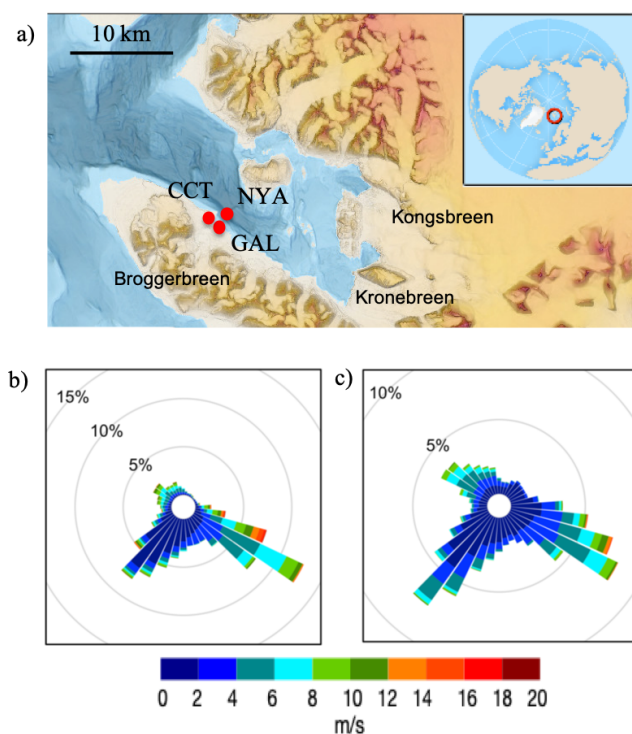 a)
10 km
CCT
NYA
GAL
Kongsbreen
Broggerbreen
Kronebreen
b)
15%
10%
5%
c)
10%
5%
0 2 4 6 8 10 12 14 16 18 20
m/s